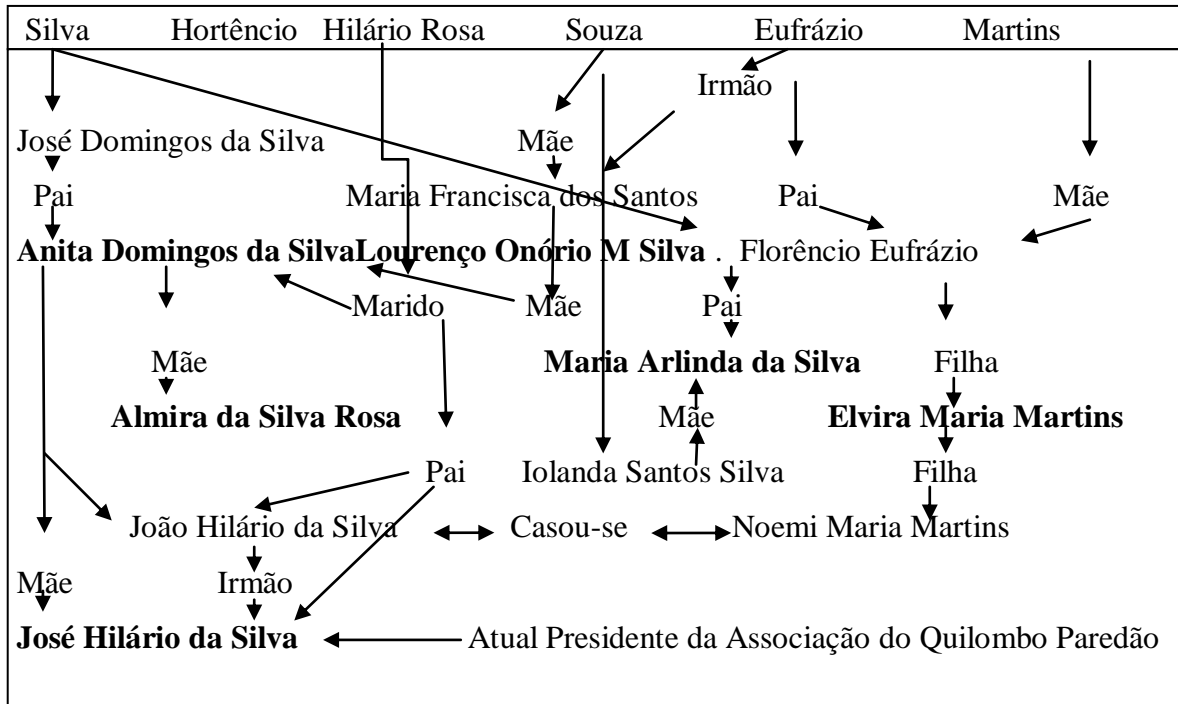 Silva Hortêncio Hilário Rosa Souza Eufrázio Martins
Irmão
José Domingos da Silva Mãe
Pai Maria Francisca dos Santos Pai Mãe
Anita Domingos da SilvaLourenço Onório M Silva . Florêncio Eufrázio
Marido Mãe Pai
Mãe Maria Arlinda da Silva Filha
Almira da Silva Rosa Mãe Elvira Maria Martins
Pai Iolanda Santos Silva Filha
João Hilário da Silva Casou-se Noemi Maria Martins
Mãe Irmão
José Hilário da Silva Atual Presidente da Associação do Quilombo Paredão